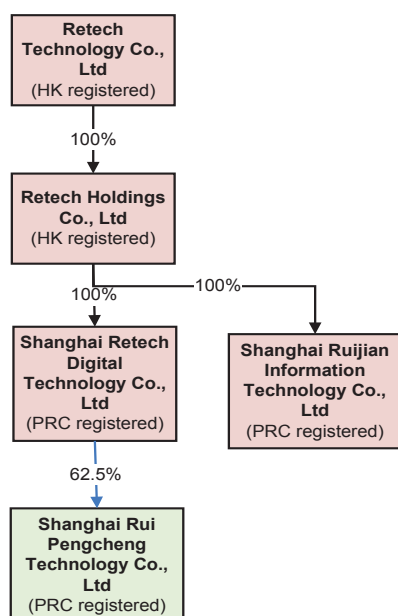 Retech
Technology Co.,
Ltd
(HK registered)
100%
Retech Holdings
Co., Ltd
(HK registered)
100%
100%
Shanghai Retech
Digital
Technology Co.,
Ltd
(PRC registered)
Shanghai Ruijian
Information
Technology Co.,
Ltd
(PRC registered)
62.5%
Shanghai Rui
Pengcheng
Technology Co.,
Ltd
(PRC registered)